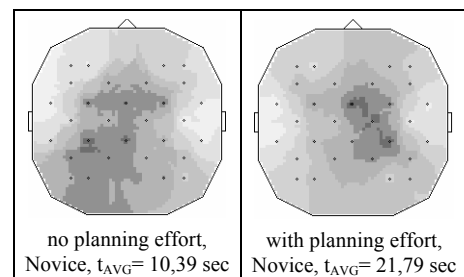 no planning effort,
Novice, tAVG= 10,39 sec
with planning effort,
Novice, tAVG= 21,79 sec